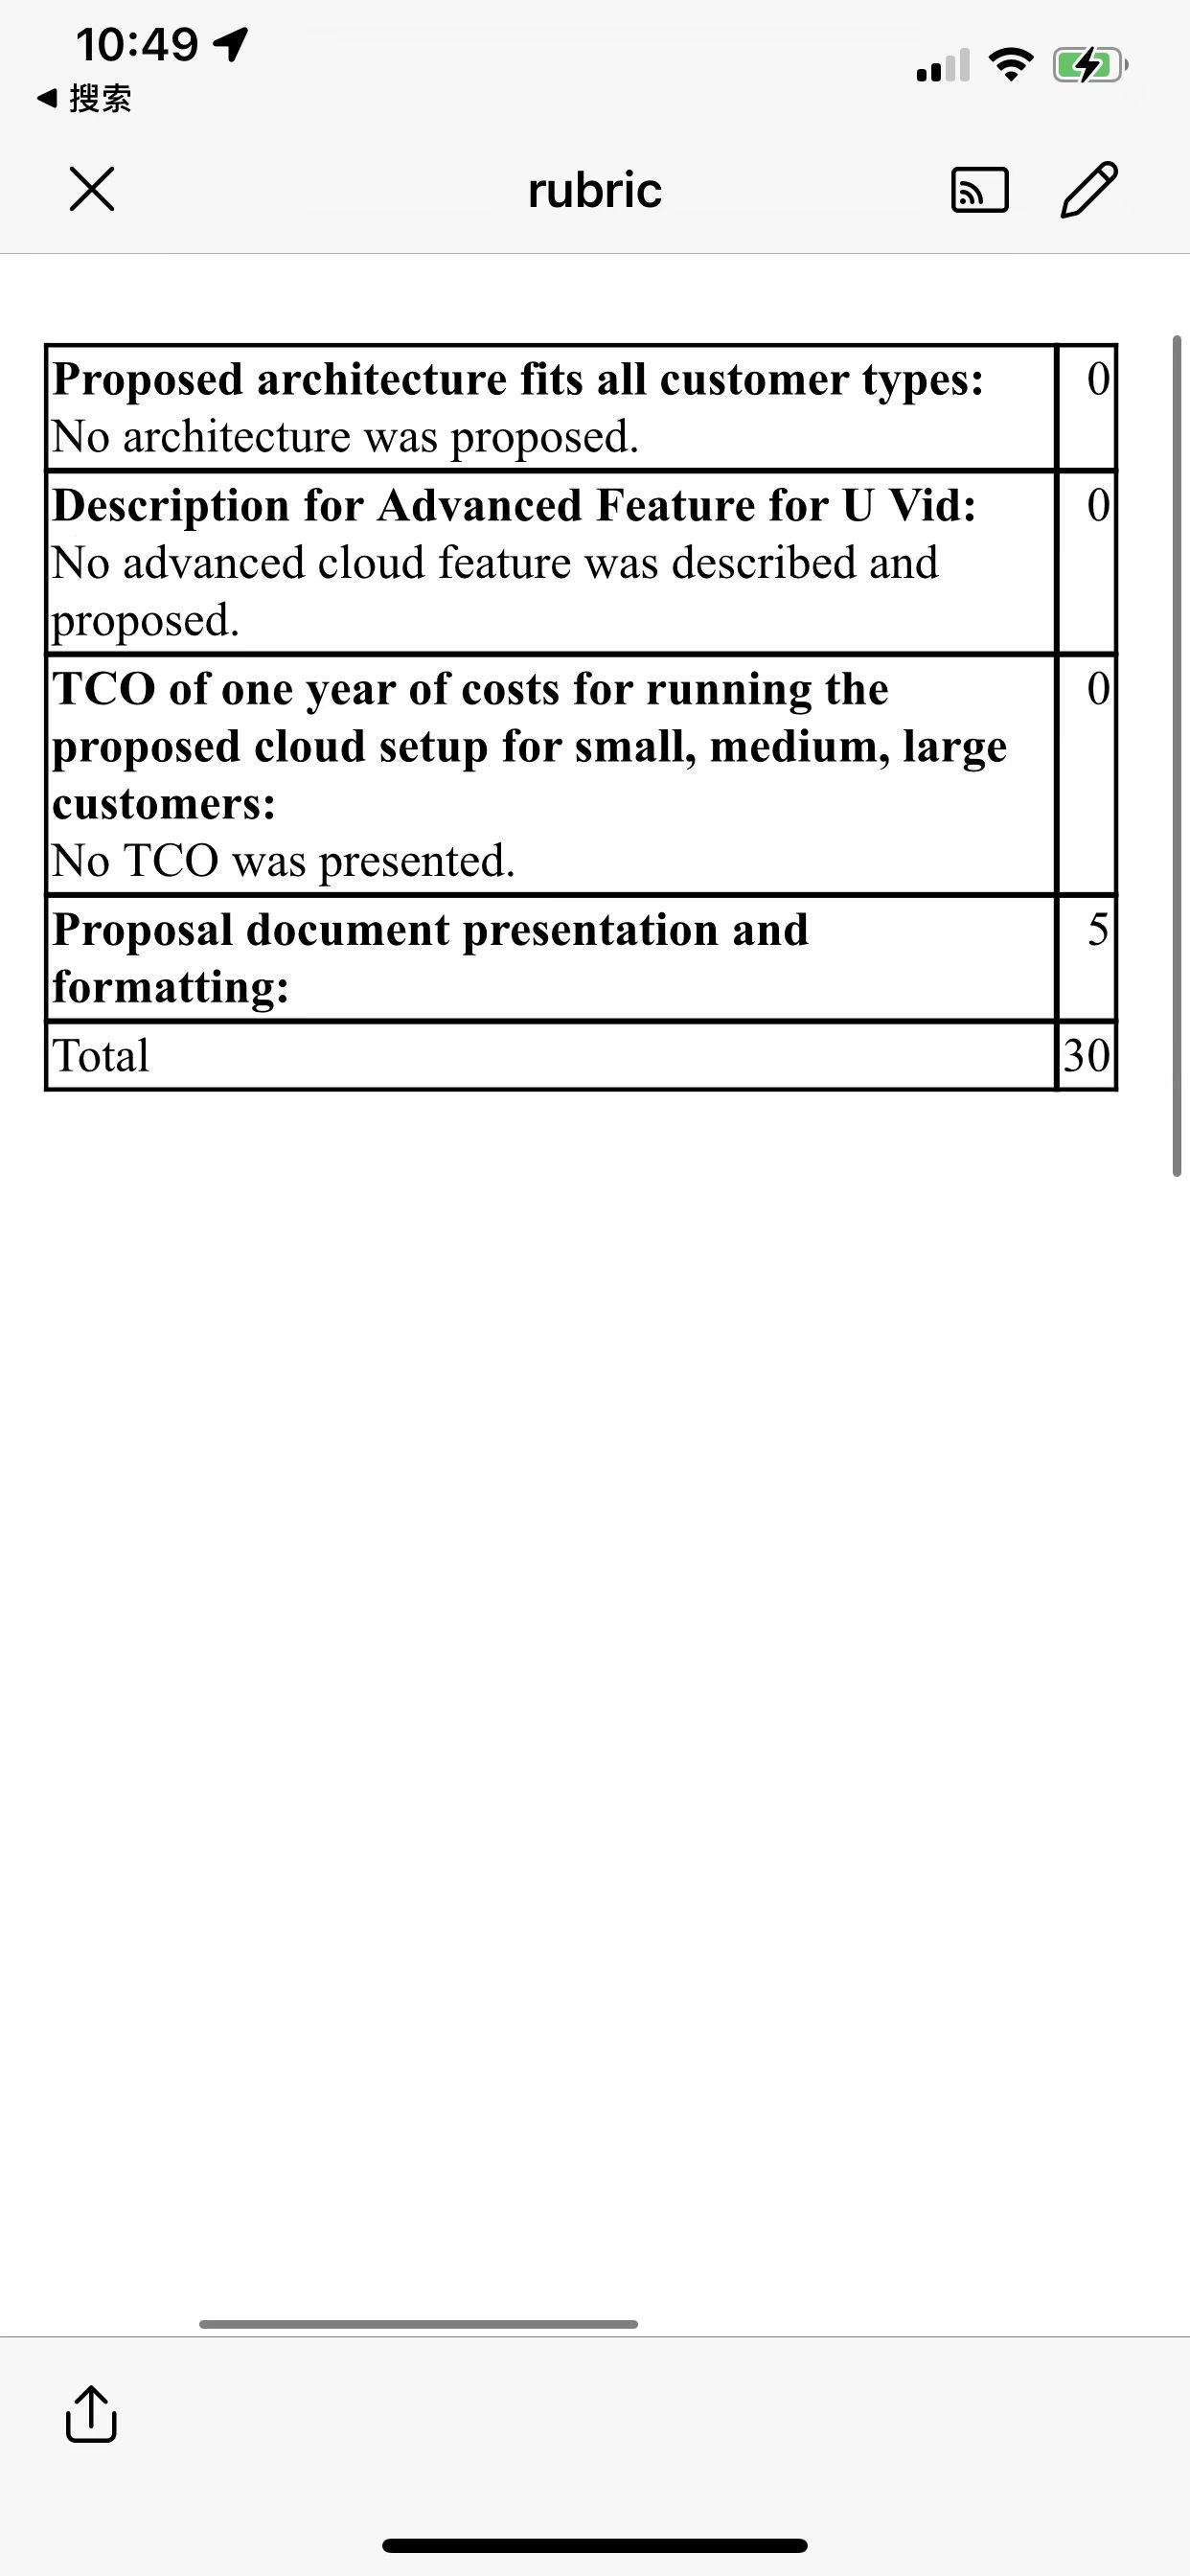 10:49
搜索
rubric
Proposed architecture fits all customer types: 0
No architecture was proposed.
Description for Advanced Feature for U Vid: 0
No advanced cloud feature was described and
proposed.
TCO of one year of costs for running the 0
proposed cloud setup for small, medium, large
customers:
No TCO was presented.
Proposal document presentation and 5
formatting:
Total 30